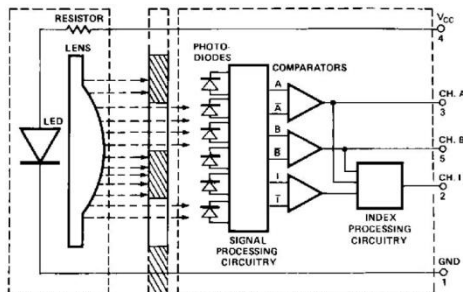 RESISTOR
LENS
LED
PHOTO-
DIODES
COMPARATORS
A
A
B
B
I
I
SIGNAL
PROCESSING
CIRCUITRY
INDEX
PROCESSING
CIRCUITRY
VCC
4
CH. A
3
CH. B
5
CH. I
2
GND
1